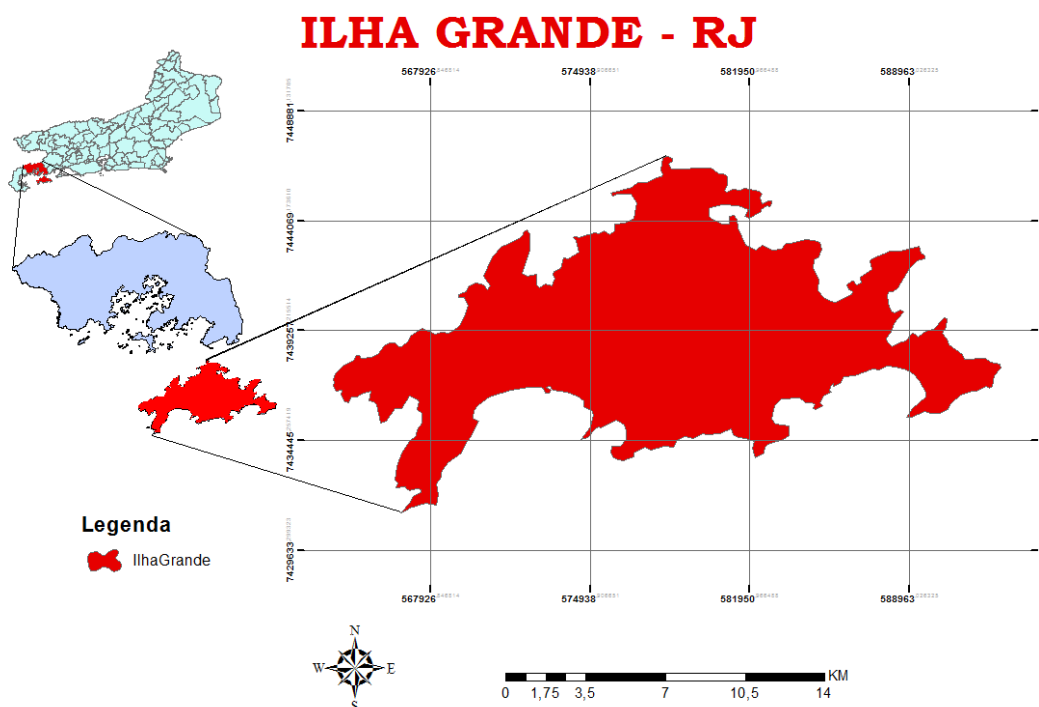 ILHA GRANDE - RJ
567926 574938 581950 588963
7448881
7444069
7439257
7434445
7429633
567926 574938 581950 588963
Legenda
IlhaGrande
N
W E
S
KM
0 1,75 3,5 7 10,5 14